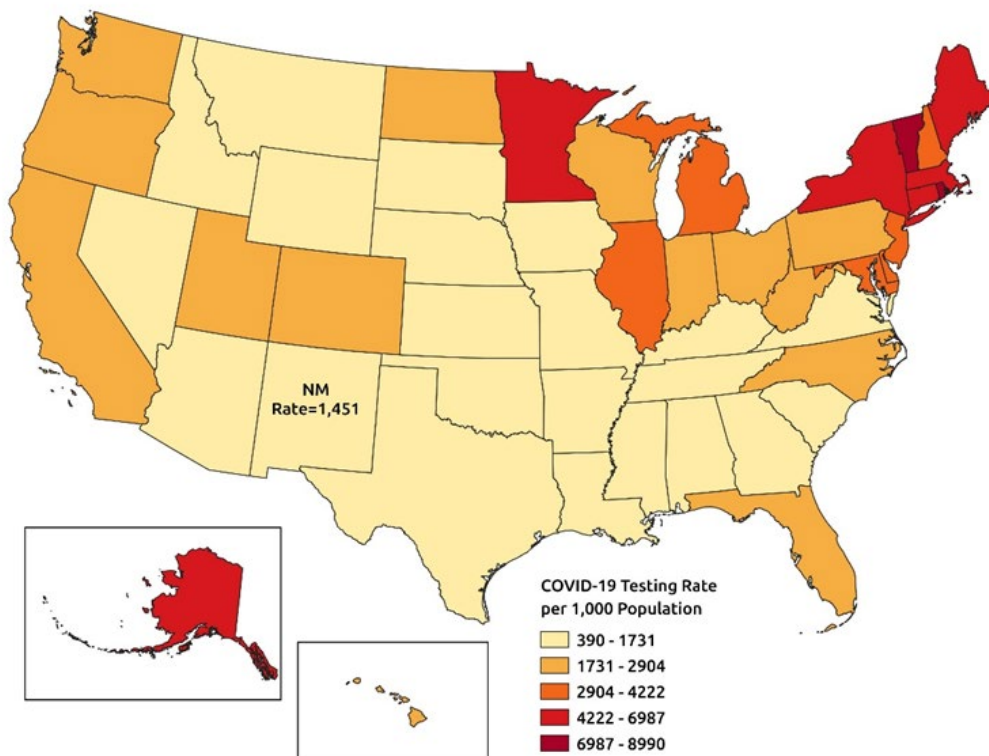 NM
Rate=1,451
COVID-19 Testing Rate
per 1,000 Population
390 - 1731
1731 - 2904
2904 - 4222
4222 - 6987
6987 - 8990